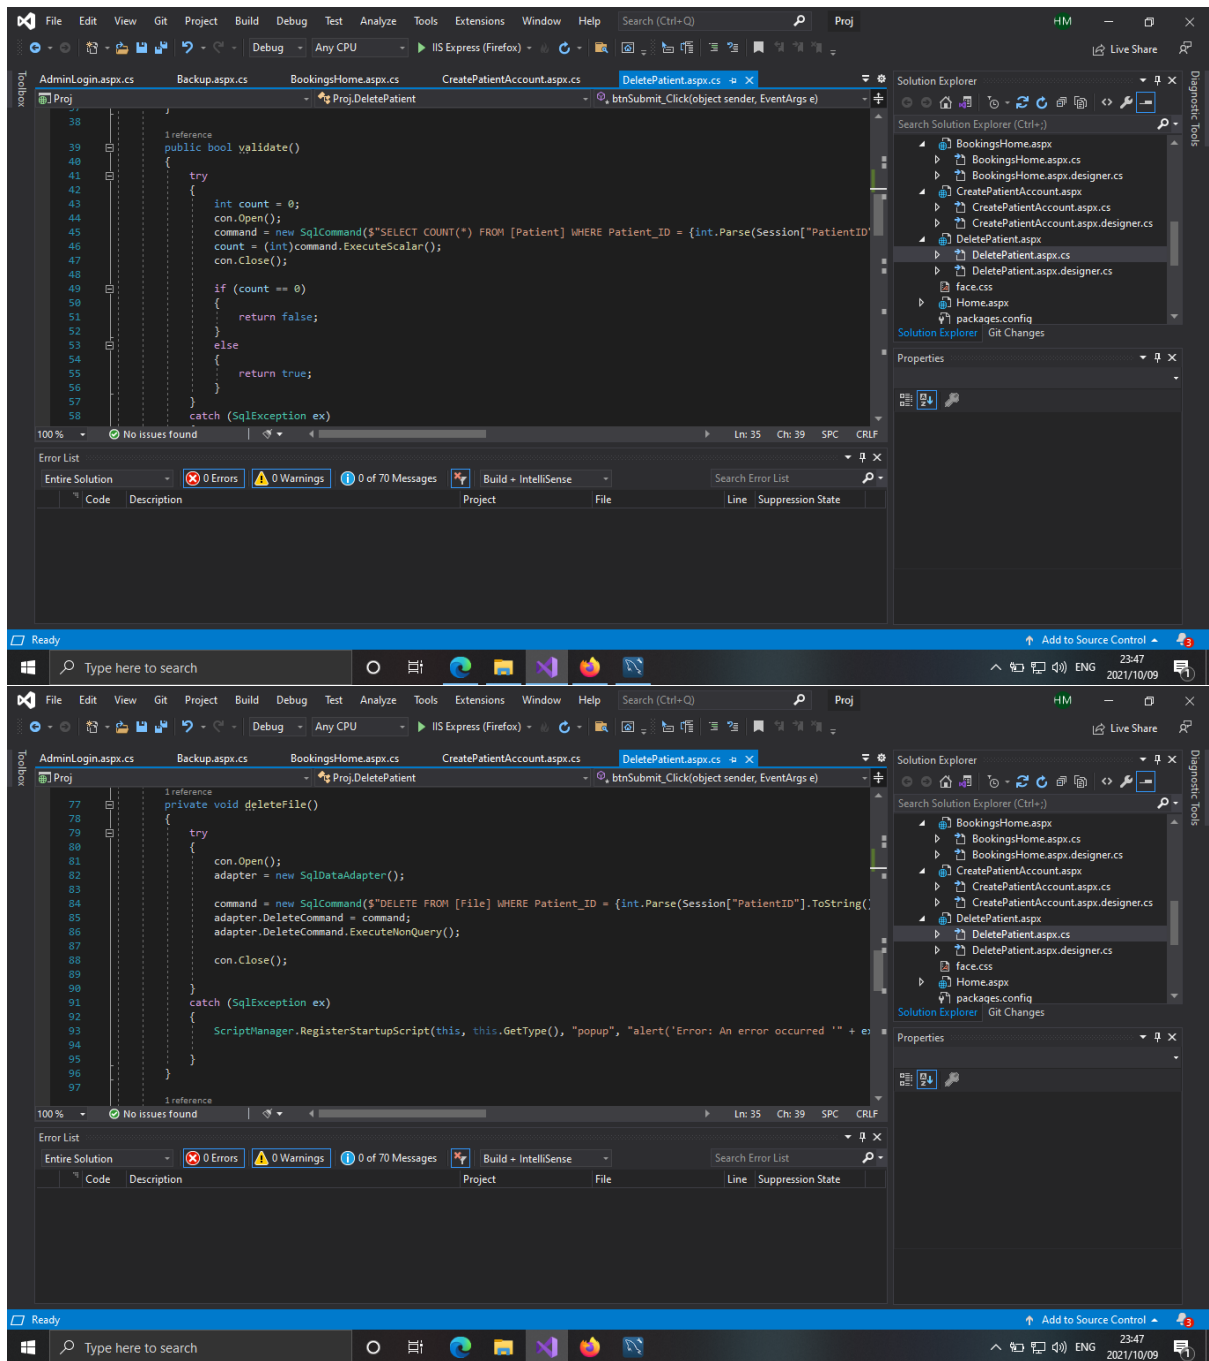 File Edit View Git Project Build Debug Test Analyze Tools Extensions Window Help Search (Ctrl+Q) Proj HM
Debug Any CPU IIS Express (Firefox) Live Share
Toolbox
AdminLogin.aspx.cs Backup.aspx.cs BookingsHome.aspx.cs CreatePatientAccount.aspx.cs DeletePatient.aspx.cs
Proj Proj.DeletePatient btnSubmit_Click(object sender, EventArgs e)
37 }
38
1 reference
39 public bool validate()
40 {
41 try
42 {
43 int count = 0;
44 con.Open();
45 command = new SqlCommand($"SELECT COUNT(*) FROM [Patient] WHERE Patient_ID = {int.Parse(Session["PatientID"
46 count = (int)command.ExecuteScalar();
47 con.Close();
48
49 if (count == 0)
50 {
51 return false;
52 }
53 else
54 {
55 return true;
56 }
57 }
58 catch (SqlException ex)
100 % No issues found Ln: 35 Ch: 39 SPC CRLF
Error List
Entire Solution 0 Errors 0 Warnings 0 of 70 Messages Build + IntelliSense Search Error List
Code Description Project File Line Suppression State
Solution Explorer
Search Solution Explorer (Ctrl+;)
BookingsHome.aspx
BookingsHome.aspx.cs
BookingsHome.aspx.designer.cs
CreatePatientAccount.aspx
CreatePatientAccount.aspx.cs
CreatePatientAccount.aspx.designer.cs
DeletePatient.aspx
DeletePatient.aspx.cs
DeletePatient.aspx.designer.cs
face.css
Home.aspx
packages.config
Solution Explorer Git Changes
Properties
Diagnostic Tools
Ready Add to Source Control 3
Type here to search ENG 23:47
2021/10/09 1
File Edit View Git Project Build Debug Test Analyze Tools Extensions Window Help Search (Ctrl+Q) Proj HM
Debug Any CPU IIS Express (Firefox) Live Share
Toolbox
AdminLogin.aspx.cs Backup.aspx.cs BookingsHome.aspx.cs CreatePatientAccount.aspx.cs DeletePatient.aspx.cs
Proj Proj.DeletePatient btnSubmit_Click(object sender, EventArgs e)
1 reference
77 private void deleteFile()
78 {
79 try
80 {
81 con.Open();
82 adapter = new SqlDataAdapter();
83
84 command = new SqlCommand($"DELETE FROM [File] WHERE Patient_ID = {int.Parse(Session["PatientID"].ToString()
85 adapter.DeleteCommand = command;
86 adapter.DeleteCommand.ExecuteNonQuery();
87
88 con.Close();
89
90 }
91 catch (SqlException ex)
92 {
93 ScriptManager.RegisterStartupScript(this, this.GetType(), "popup", "alert('Error: An error occurred '" + ex
94
95 }
96 }
97
1 reference
100 % No issues found Ln: 35 Ch: 39 SPC CRLF
Error List
Entire Solution 0 Errors 0 Warnings 0 of 70 Messages Build + IntelliSense Search Error List
Code Description Project File Line Suppression State
Solution Explorer
Search Solution Explorer (Ctrl+;)
BookingsHome.aspx
BookingsHome.aspx.cs
BookingsHome.aspx.designer.cs
CreatePatientAccount.aspx
CreatePatientAccount.aspx.cs
CreatePatientAccount.aspx.designer.cs
DeletePatient.aspx
DeletePatient.aspx.cs
DeletePatient.aspx.designer.cs
face.css
Home.aspx
packages.config
Solution Explorer Git Changes
Properties
Diagnostic Tools
Ready Add to Source Control 3
Type here to search ENG 23:47
2021/10/09 1